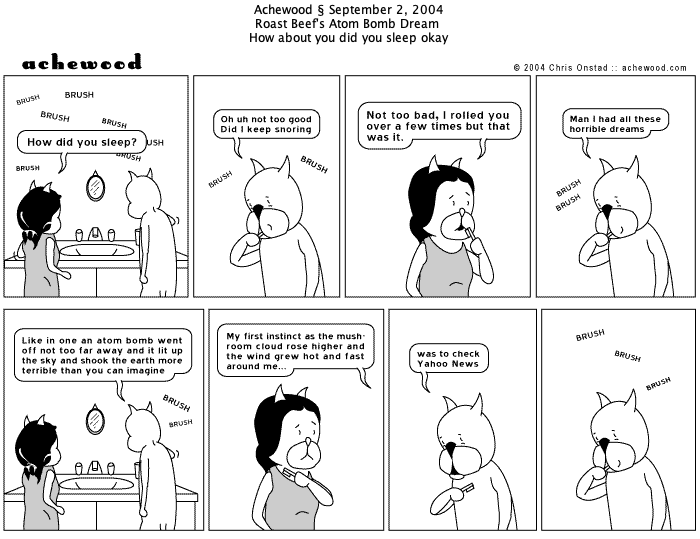 Achewood § September 2, 2004
Roast Beef's Atom Bomb Dream
How about you did you sleep okay
achewood
© 2004 Chris Onstad :: achewood.com
BRUSH
BRUSH
BRUSH
BRUSH
How did you sleep?
USH
BRUSH
BRUSH
Oh uh not too good
Did I keep snoring
BRUSH
BRUSH
Not too bad, I rolled you
over a few times but that
was it.
Man I had all these
horrible dreams
BRUSH
BRUSH
Like in one an atom bomb went
off not too far away and it lit up
the sky and shook the earth more
terrible than you can imagine
BRUSH
BRUSH
My first instinct as the mush-
room cloud rose higher and
the wind grew hot and fast
around me...
was to check
Yahoo News
BRUSH
BRUSH
BRUSH